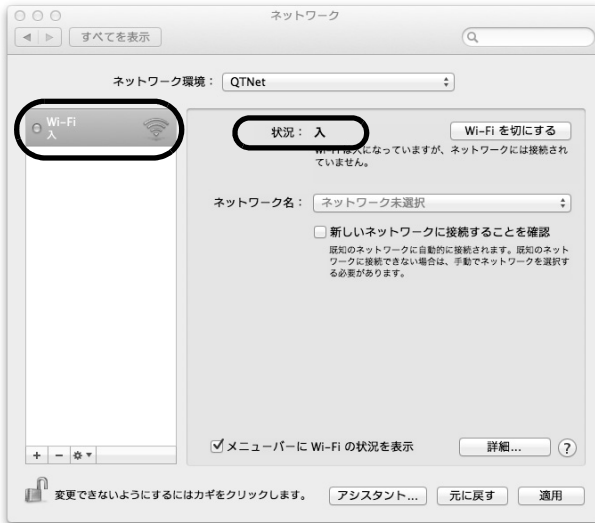 ネットワーク
すべてを表示
ネットワーク環境： QTNet
Wi-Fi
入
状況： 入
Wi-Fi を切にする
Wi-Fi は入になっていますが、ネットワークには接続され
ていません。
ネットワーク名： ネットワーク未選択
新しいネットワークに接続することを確認
既知のネットワークに自動的に接続されます。既知のネット
ワークに接続できない場合は、手動でネットワークを選択す
る必要があります。
メニューバーに Wi-Fi の状況を表示
詳細... ?
変更できないようにするにはカギをクリックします。
アシスタント... 元に戻す 適用